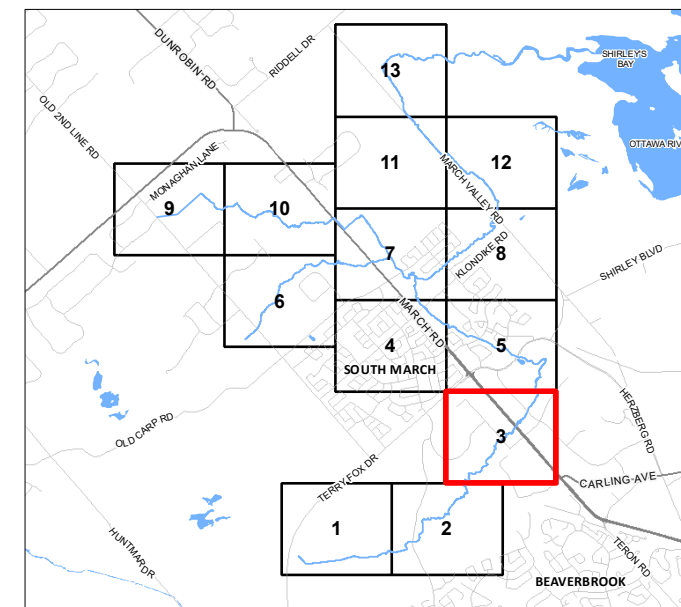 DUNROBIN RD
RIDDELL DR
SHIRLEY'S
BAY
13
OLD 2ND LINE RD
OTTAWA RIV
MONAGHAN LANE
11
12
MARCH VALLEY RD
9
10
KLONDIKE RD
7
8
SHIRLEY BLVD
6
MARCH RD
4
5
SOUTH MARCH
HERZBERG RD
OLD CARP RD
3
TERRY FOX DR
CARLING AVE
1
2
HUNTMAR DR
TERON RD
BEAVERBROOK